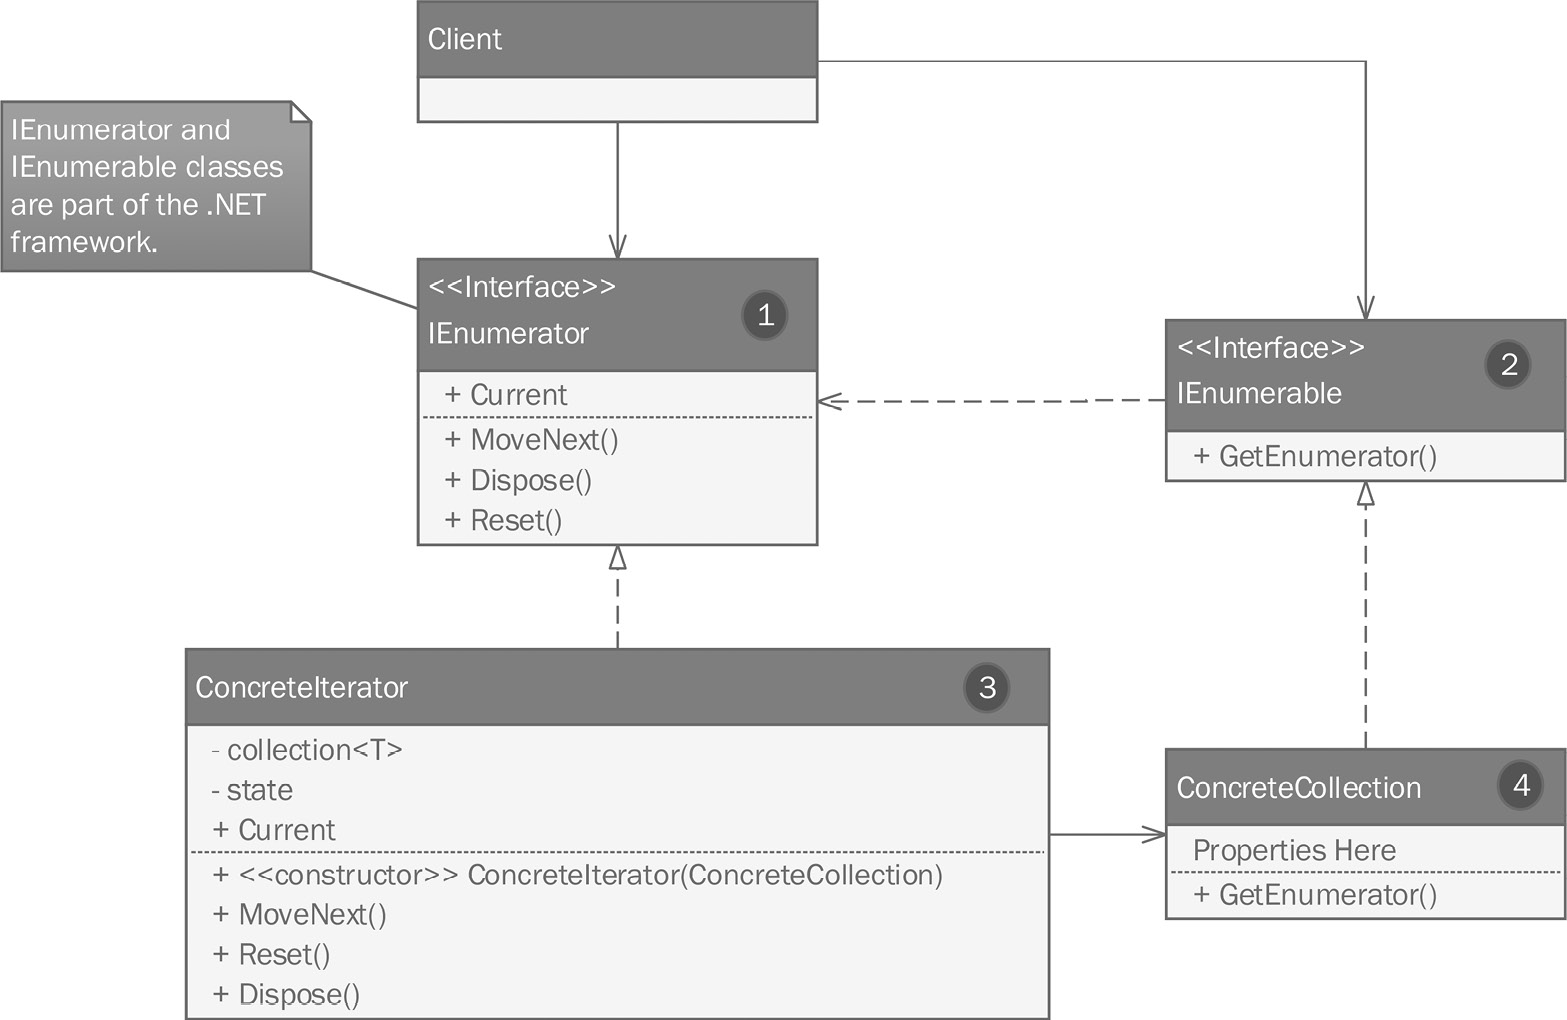 Client
IEnumerator and
IEnumerable classes
are part of the .NET
framework.
<<Interface>>
IEnumerator
1
+ Current
+ MoveNext()
+ Dispose()
+ Reset()
<<Interface>>
IEnumerable
2
+ GetEnumerator()
ConcreteIterator
3
- collection<T>
- state
+ Current
+ <<constructor>> ConcreteIterator(ConcreteCollection)
+ MoveNext()
+ Reset()
+ Dispose()
ConcreteCollection
4
Properties Here
+ GetEnumerator()